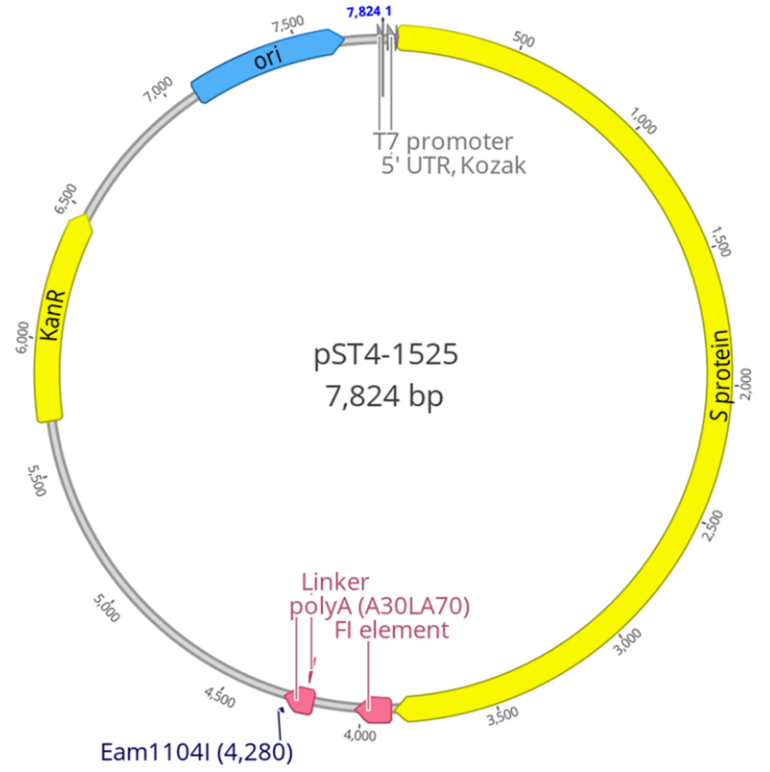 7,824 1
500
1,000
1,500
2,000
2,500
3,000
3,500
4,000
4,500
5,000
5,500
6,000
6,500
7,000
7,500
ori
T7 promoter
5' UTR, Kozak
KanR
S protein
pST4-1525
7,824 bp
Linker
polyA (A30LA70)
FI element
Eam1104I (4,280)